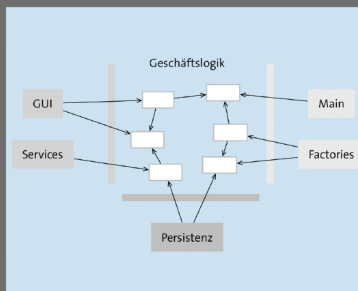 Geschäftslogik
GUI
Main
Services
Factories
Persistenz